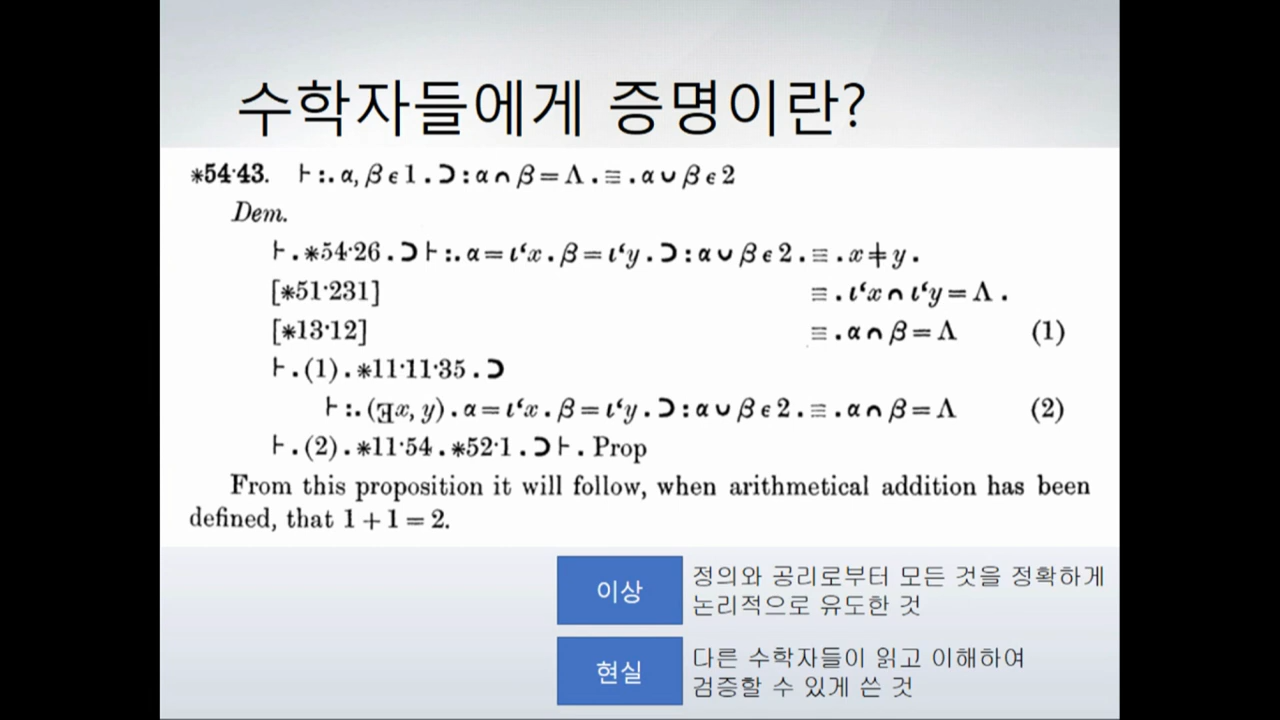 수학자들에게 증명이란?
∗54·43. ⊦ :. α, β ϵ 1 . ⊃ : α ∩ β = Λ . ≡ . α ∪ β ϵ 2
Dem.
⊦ . ∗54·26 . ⊃ ⊦ :. α = ι‘x . β = ι‘y . ⊃ : α ∪ β ϵ 2 . ≡ . x ≠ y .
[∗51·231] ≡ . ι‘x ∩ ι‘y = Λ .
[∗13·12] ≡ . α ∩ β = Λ (1)
⊦ . (1) . ∗11·11·35 . ⊃
⊦ :. (∃x, y) . α = ι‘x . β = ι‘y . ⊃ : α ∪ β ϵ 2 . ≡ . α ∩ β = Λ (2)
⊦ . (2) . ∗11·54 . ∗52·1 . ⊃ ⊦ . Prop
From this proposition it will follow, when arithmetical addition has been
defined, that 1 + 1 = 2.
이상
정의와 공리로부터 모든 것을 정확하게
논리적으로 유도한 것
현실
다른 수학자들이 읽고 이해하여
검증할 수 있게 쓴 것